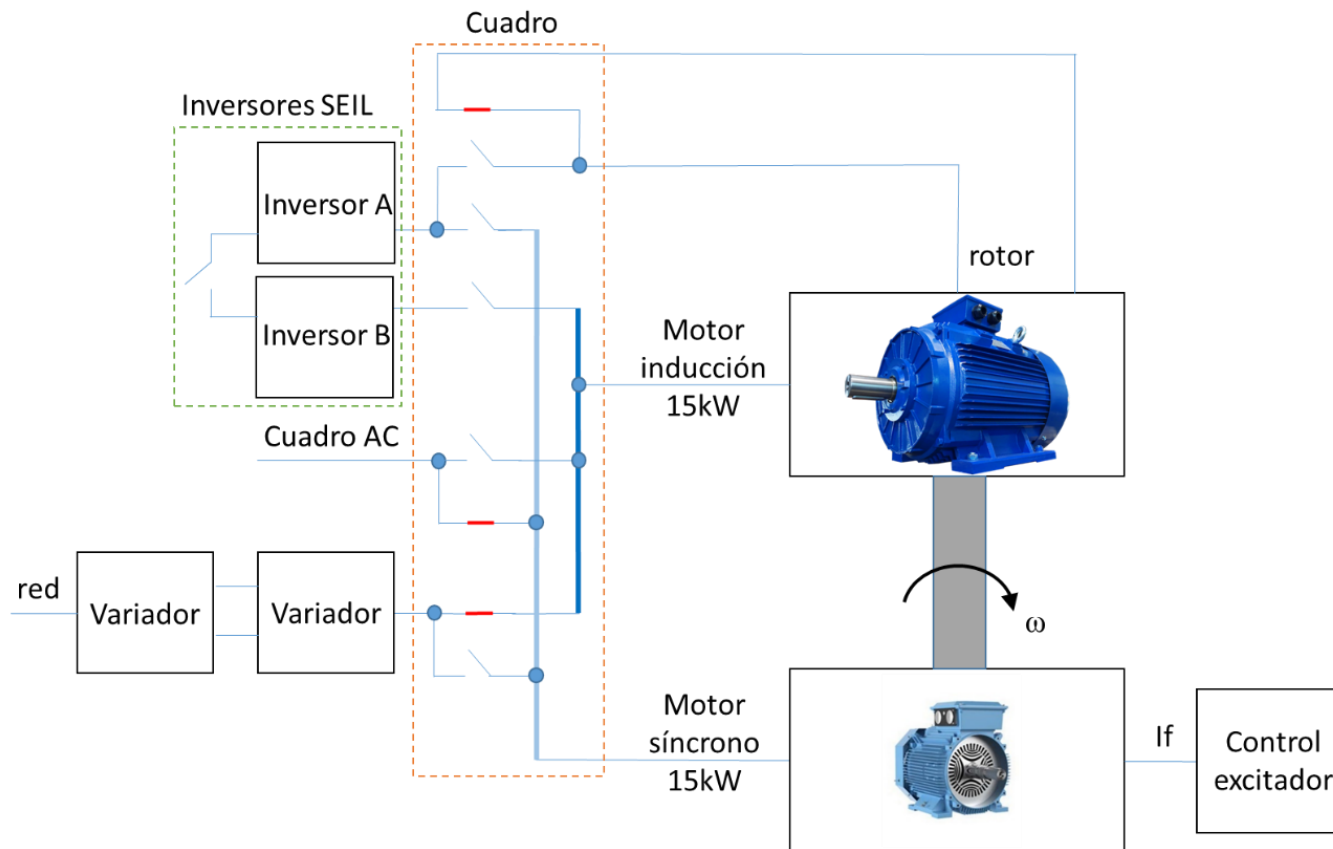 Cuadro
Inversores SEIL
Inversor A
Inversor B
rotor
Motor
inducción
15kW
Cuadro AC
red
Variador
Variador
ω
Motor
síncrono
15kW
If
Control
excitador